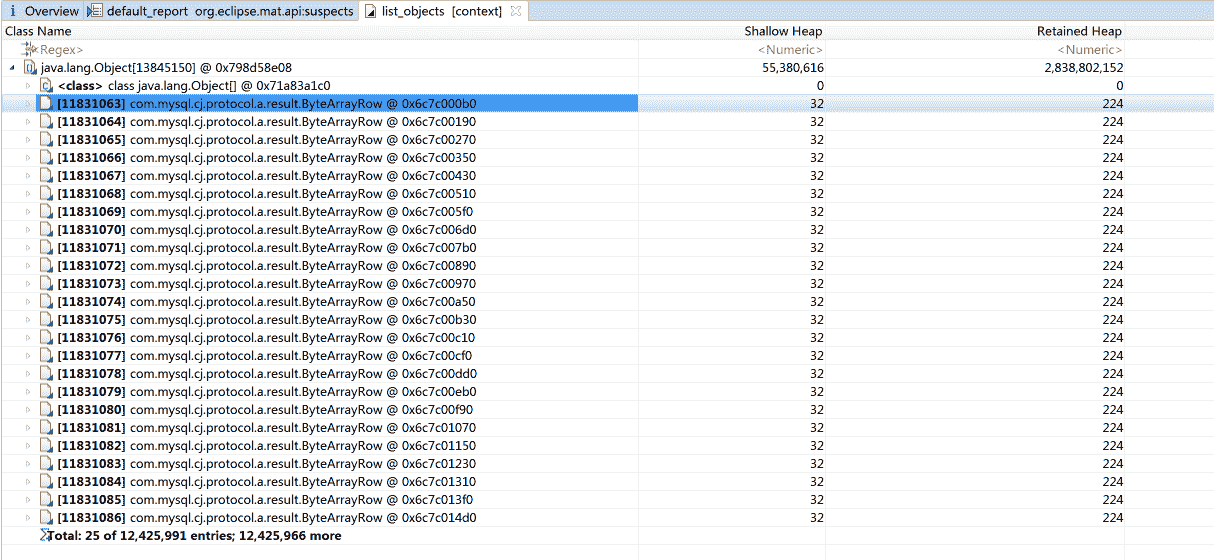 i Overview default_report org.eclipse.mat.api:suspects list_objects [context]
Class Name Shallow Heap Retained Heap
<Regex> <Numeric> <Numeric>
java.lang.Object[13845150] @ 0x798d58e08 55,380,616 2,838,802,152
<class> class java.lang.Object[] @ 0x71a83a1c0 0 0
[11831063] com.mysql.cj.protocol.a.result.ByteArrayRow @ 0x6c7c000b0 32 224
[11831064] com.mysql.cj.protocol.a.result.ByteArrayRow @ 0x6c7c00190 32 224
[11831065] com.mysql.cj.protocol.a.result.ByteArrayRow @ 0x6c7c00270 32 224
[11831066] com.mysql.cj.protocol.a.result.ByteArrayRow @ 0x6c7c00350 32 224
[11831067] com.mysql.cj.protocol.a.result.ByteArrayRow @ 0x6c7c00430 32 224
[11831068] com.mysql.cj.protocol.a.result.ByteArrayRow @ 0x6c7c00510 32 224
[11831069] com.mysql.cj.protocol.a.result.ByteArrayRow @ 0x6c7c005f0 32 224
[11831070] com.mysql.cj.protocol.a.result.ByteArrayRow @ 0x6c7c006d0 32 224
[11831071] com.mysql.cj.protocol.a.result.ByteArrayRow @ 0x6c7c007b0 32 224
[11831072] com.mysql.cj.protocol.a.result.ByteArrayRow @ 0x6c7c00890 32 224
[11831073] com.mysql.cj.protocol.a.result.ByteArrayRow @ 0x6c7c00970 32 224
[11831074] com.mysql.cj.protocol.a.result.ByteArrayRow @ 0x6c7c00a50 32 224
[11831075] com.mysql.cj.protocol.a.result.ByteArrayRow @ 0x6c7c00b30 32 224
[11831076] com.mysql.cj.protocol.a.result.ByteArrayRow @ 0x6c7c00c10 32 224
[11831077] com.mysql.cj.protocol.a.result.ByteArrayRow @ 0x6c7c00cf0 32 224
[11831078] com.mysql.cj.protocol.a.result.ByteArrayRow @ 0x6c7c00dd0 32 224
[11831079] com.mysql.cj.protocol.a.result.ByteArrayRow @ 0x6c7c00eb0 32 224
[11831080] com.mysql.cj.protocol.a.result.ByteArrayRow @ 0x6c7c00f90 32 224
[11831081] com.mysql.cj.protocol.a.result.ByteArrayRow @ 0x6c7c01070 32 224
[11831082] com.mysql.cj.protocol.a.result.ByteArrayRow @ 0x6c7c01150 32 224
[11831083] com.mysql.cj.protocol.a.result.ByteArrayRow @ 0x6c7c01230 32 224
[11831084] com.mysql.cj.protocol.a.result.ByteArrayRow @ 0x6c7c01310 32 224
[11831085] com.mysql.cj.protocol.a.result.ByteArrayRow @ 0x6c7c013f0 32 224
[11831086] com.mysql.cj.protocol.a.result.ByteArrayRow @ 0x6c7c014d0 32 224
Total: 25 of 12,425,991 entries; 12,425,966 more